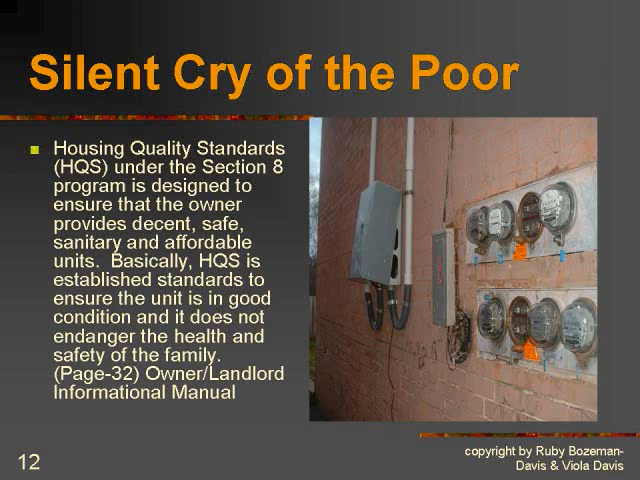 Silent Cry of the Poor
Housing Quality Standards
(HQS) under the Section 8
program is designed to
ensure that the owner
provides decent, safe,
sanitary and affordable
units.  Basically, HQS is
established standards to
ensure the unit is in good
condition and it does not
endanger the health and
safety of the family.
(Page-32) Owner/Landlord
Informational Manual
12
copyright by Ruby Bozeman-
Davis & Viola Davis